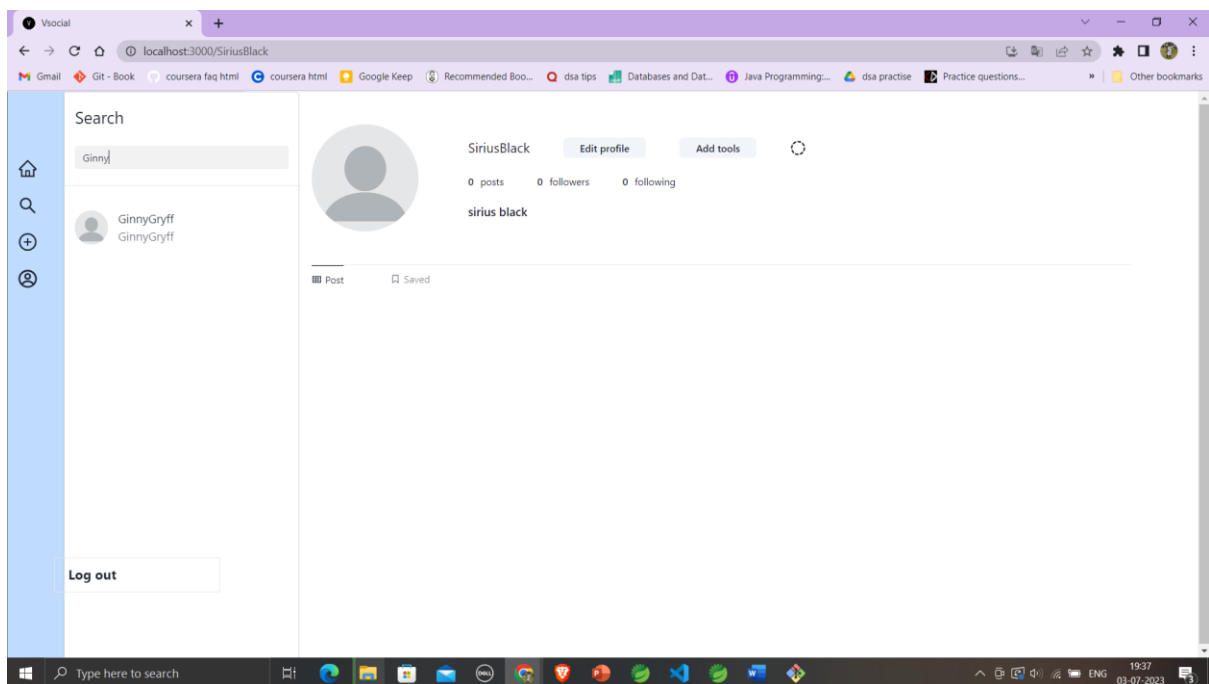 Vsocial
localhost:3000/SiriusBlack
Gmail Git - Book coursera faq html coursera html Google Keep Recommended Boo... dsa tips Databases and Dat... Java Programming:... dsa practise Practice questions... » Other bookmarks
Search
Ginny
GinnyGryff
GinnyGryff
SiriusBlack Edit profile Add tools
0 posts 0 followers 0 following
sirius black
Post Saved
Log out
Type here to search
ENG
19:37
03-07-2023